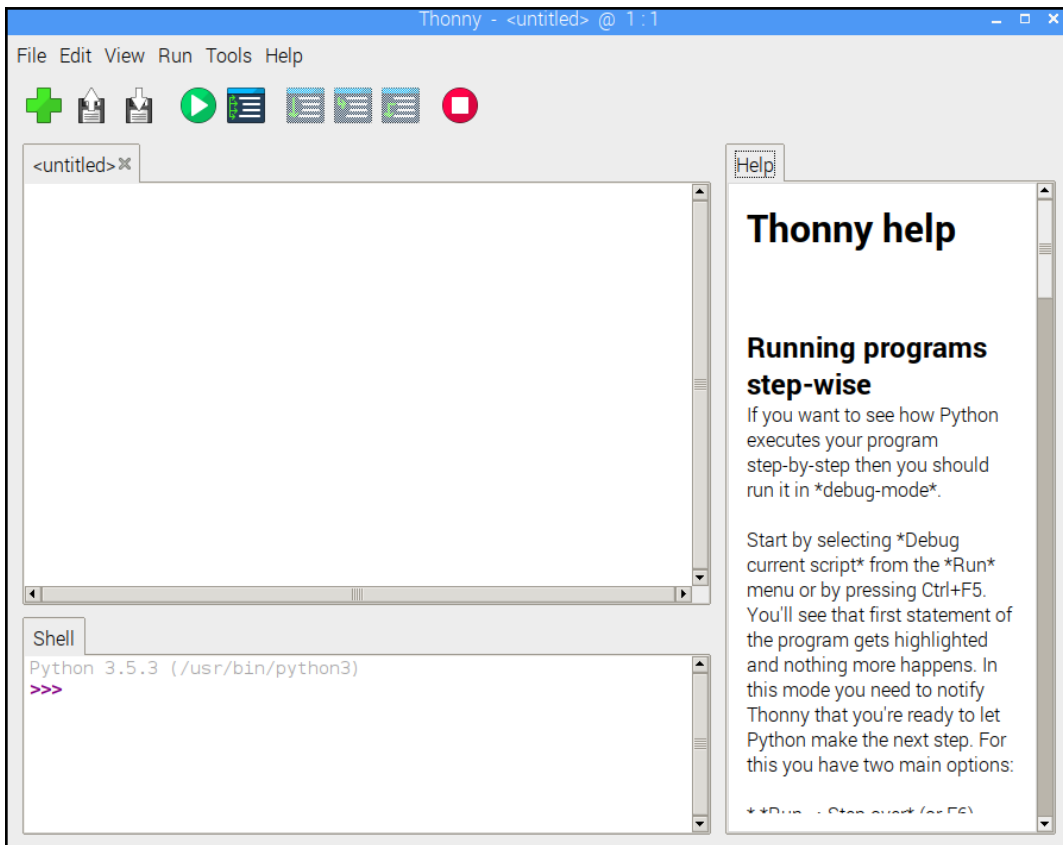 Thonny - <untitled> @ 1:1
File Edit View Run Tools Help
<untitled>
Shell
Python 3.5.3 (/usr/bin/python3)
>>>
Help
Thonny help
Running programs
step-wise
If you want to see how Python
executes your program
step-by-step then you should
run it in *debug-mode*.
Start by selecting *Debug
current script* from the *Run*
menu or by pressing Ctrl+F5.
You'll see that first statement of
the program gets highlighted
and nothing more happens. In
this mode you need to notify
Thonny that you're ready to let
Python make the next step. For
this you have two main options:
* *Run Step over* (or F6)